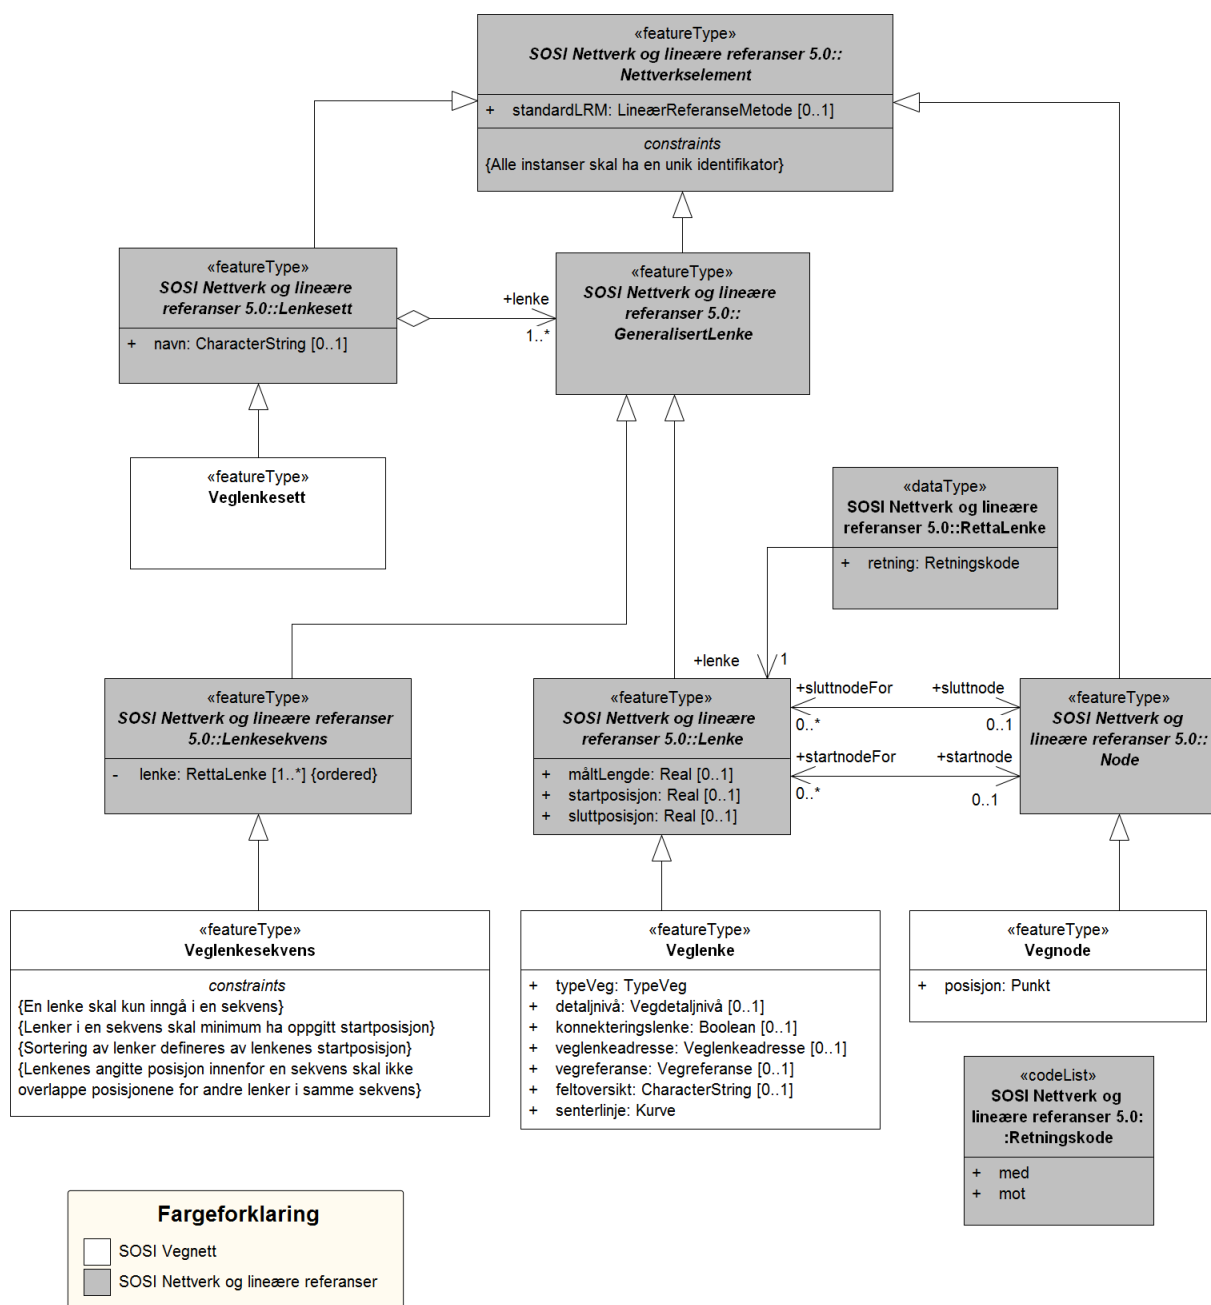 «featureType»
SOSI Nettverk og lineære referanser 5.0::
Nettverkselement
+ standardLRM: LineærReferanseMetode [0..1]
constraints
{Alle instanser skal ha en unik identifikator}
«featureType»
SOSI Nettverk og lineære
referanser 5.0::Lenkesett
+ navn: CharacterString [0..1]
+lenke
1..*
«featureType»
SOSI Nettverk og lineære
referanser 5.0::
GeneralisertLenke
«featureType»
Veglenkesett
«dataType»
SOSI Nettverk og lineære
referanser 5.0::RettaLenke
+ retning: Retningskode
+lenke
1
«featureType»
SOSI Nettverk og lineære referanser
5.0::Lenkesekvens
- lenke: RettaLenke [1..*] {ordered}
«featureType»
SOSI Nettverk og lineære
referanser 5.0::Lenke
+ måltLengde: Real [0..1]
+ startposisjon: Real [0..1]
+ sluttposisjon: Real [0..1]
+sluttnodeFor
+sluttnode
0..*
0..1
+startnodeFor
+startnode
0..*
0..1
«featureType»
SOSI Nettverk og
lineære referanser 5.0::
Node
«featureType»
Veglenkesekvens
constraints
{En lenke skal kun inngå i en sekvens}
{Lenker i en sekvens skal minimum ha oppgitt startposisjon}
{Sortering av lenker defineres av lenkenes startposisjon}
{Lenkenes angitte posisjon innenfor en sekvens skal ikke
overlappe posisjonene for andre lenker i samme sekvens}
«featureType»
Veglenke
+ typeVeg: TypeVeg
+ detaljnivå: Vegdetaljnivå [0..1]
+ konnekteringslenke: Boolean [0..1]
+ veglenkeadresse: Veglenkeadresse [0..1]
+ vegreferanse: Vegreferanse [0..1]
+ feltoversikt: CharacterString [0..1]
+ senterlinje: Kurve
«featureType»
Vegnode
+ posisjon: Punkt
«codeList»
SOSI Nettverk og
lineære referanser 5.0:
:Retningskode
+ med
+ mot
Fargeforklaring
SOSI Vegnett
SOSI Nettverk og lineære referanser